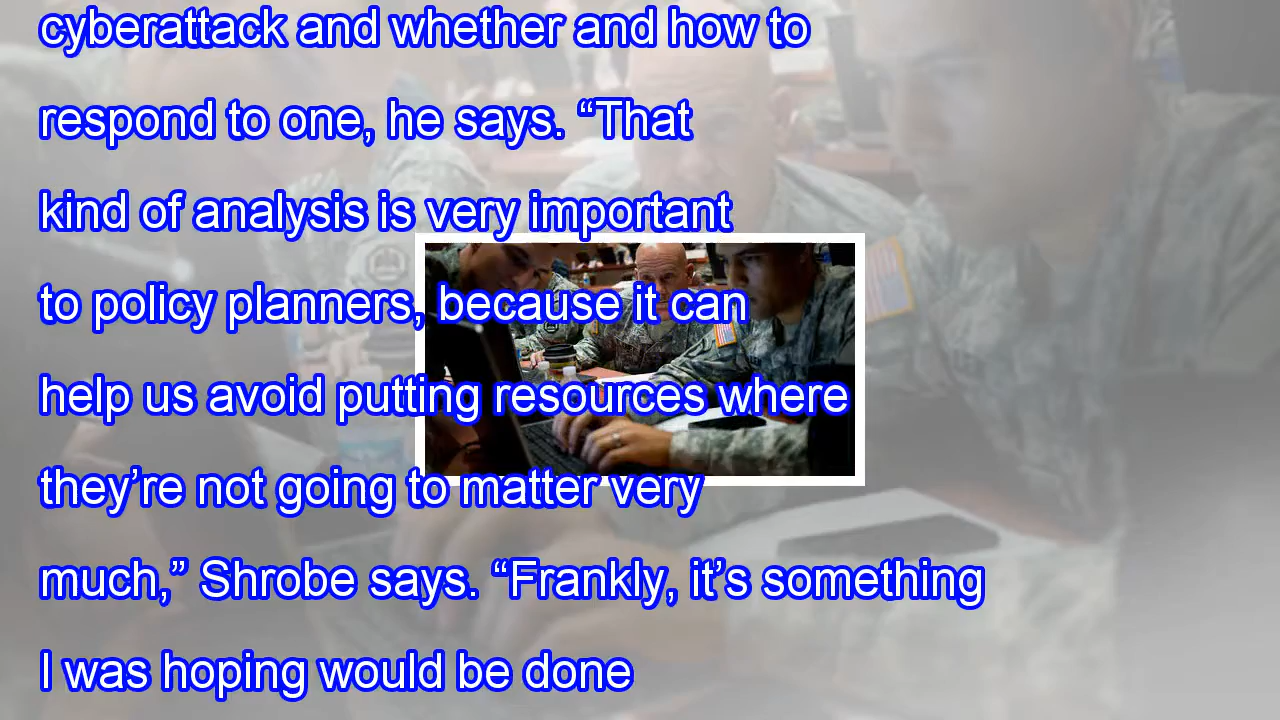 cyberattack and whether and how to
respond to one, he says. “That
kind of analysis is very important
to policy planners, because it can
help us avoid putting resources where
they’re not going to matter very
much,” Shrobe says. “Frankly, it’s something
I was hoping would be done